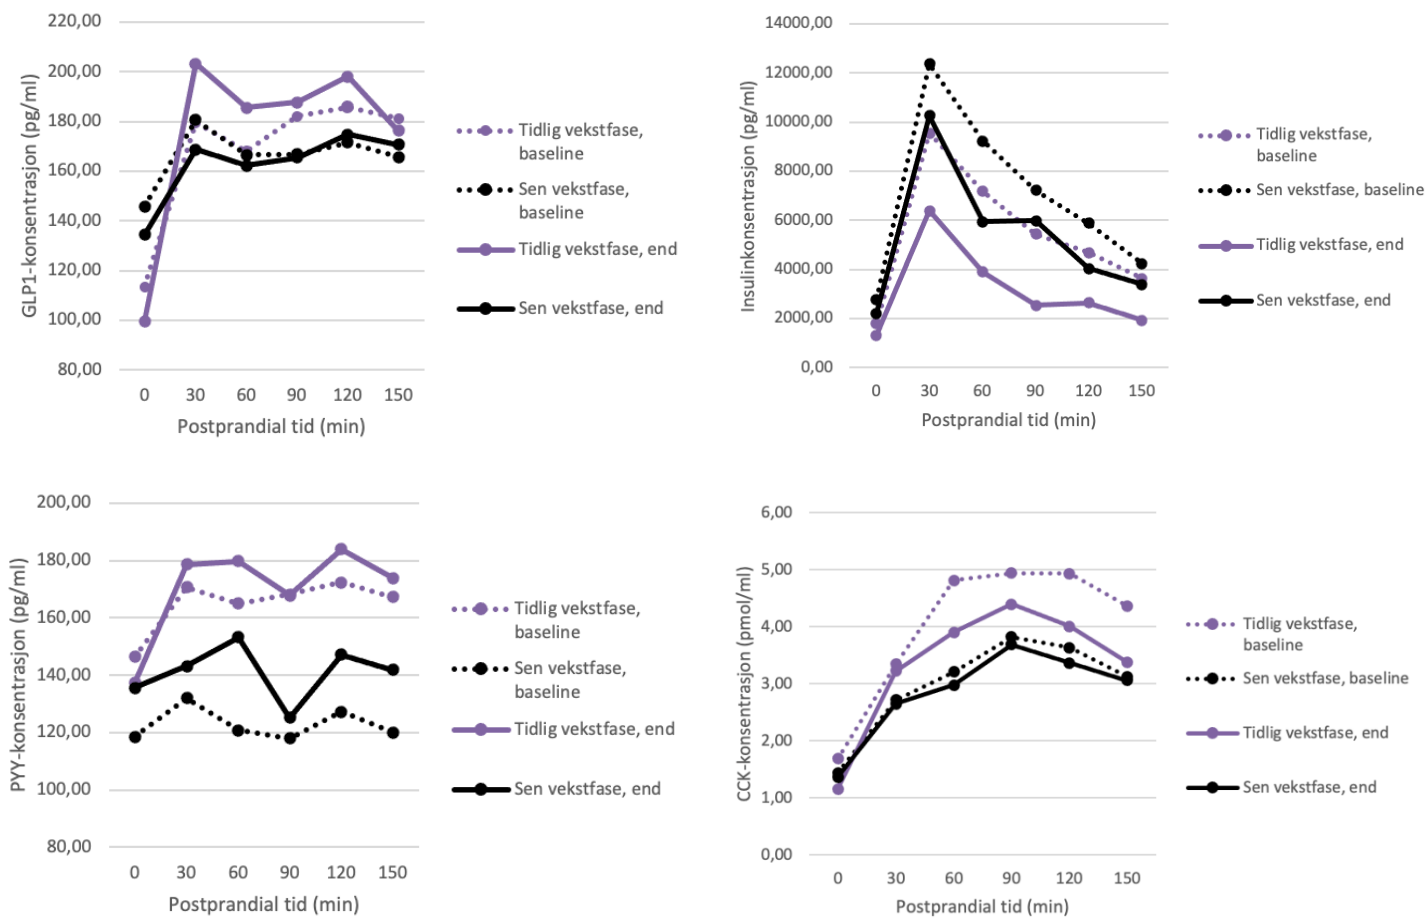 GLP1-konsentrasjon (pg/ml)
220,00
200,00
180,00
160,00
140,00
120,00
100,00
80,00
0 30 60 90 120 150
Postprandial tid (min)
Tidlig vekstfase,
baseline
Sen vekstfase,
baseline
Tidlig vekstfase, end
Sen vekstfase, end
Insulinkonsentrasjon (pg/ml)
14000,00
12000,00
10000,00
8000,00
6000,00
4000,00
2000,00
0,00
0 30 60 90 120 150
Postprandial tid (min)
Tidlig vekstfase,
baseline
Sen vekstfase, baseline
Tidlig vekstfase, end
Sen vekstfase, end
PYY-konsentrasjon (pg/ml)
200,00
180,00
160,00
140,00
120,00
100,00
80,00
0 30 60 90 120 150
Postprandial tid (min)
Tidlig vekstfase,
baseline
Sen vekstfase,
baseline
Tidlig vekstfase, end
Sen vekstfase, end
CCK-konsentrasjon (pmol/ml)
6,00
5,00
4,00
3,00
2,00
1,00
0,00
0 30 60 90 120 150
Postprandial tid (min)
Tidlig vekstfase,
baseline
Sen vekstfase, baseline
Tidlig vekstfase, end
Sen vekstfase, end